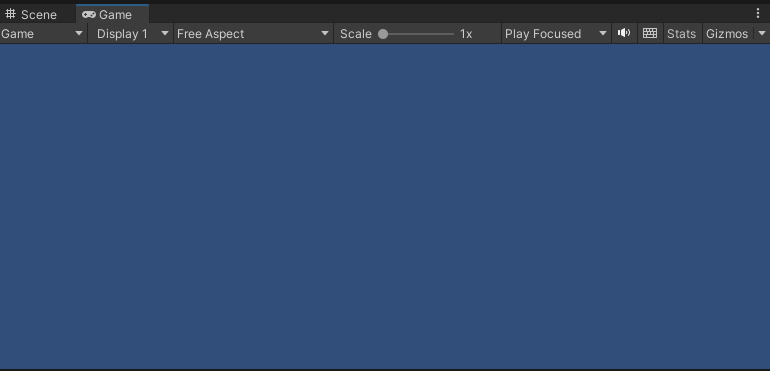 Scene Game
Game Display 1 Free Aspect Scale 1x Play Focused Stats Gizmos